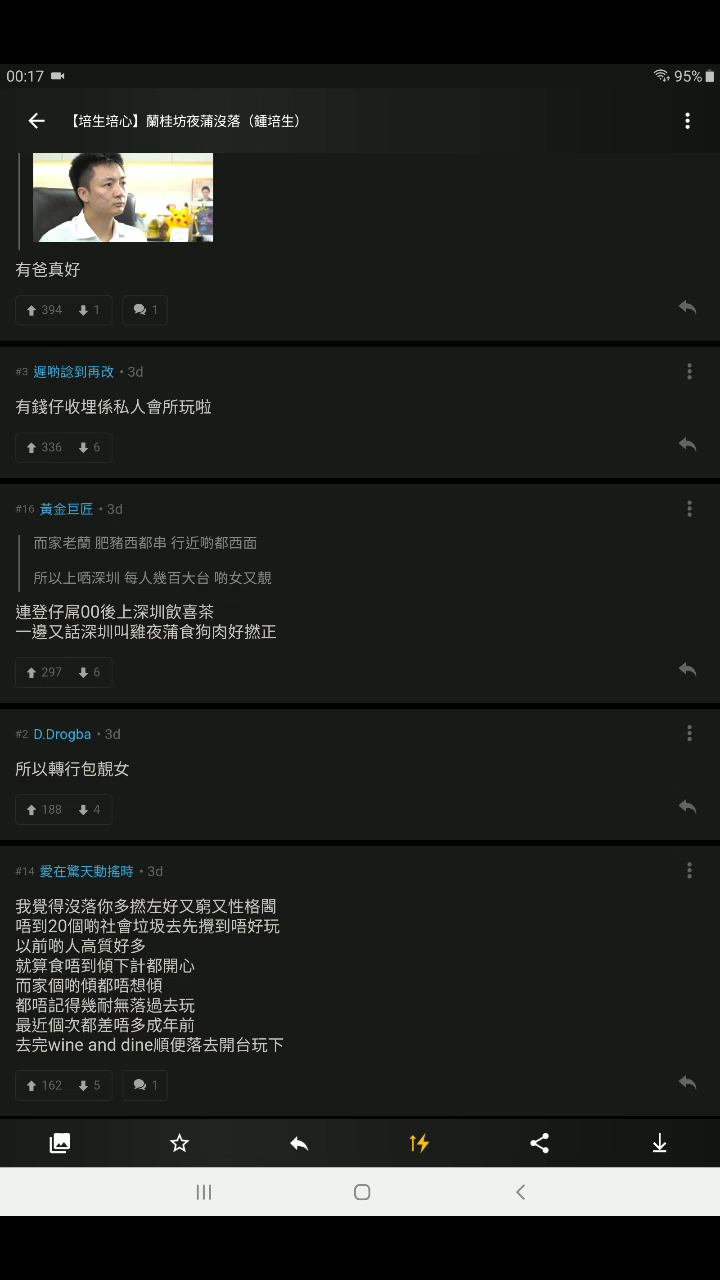 00:17
95%
【培生培心】蘭桂坊夜蒲沒落（鍾培生）
有爸真好
394 1 1
#3 遲啲諗到再改 • 3d
有錢仔收埋係私人會所玩啦
336 6
#16 黃金巨匠 • 3d
而家老蘭 肥豬西都串 行近啲都西面
所以上哂深圳 每人幾百大台 啲女又靚
連登仔屌00後上深圳飲喜茶
一邊又話深圳叫雞夜蒲食狗肉好撚正
297 6
#2 D.Drogba • 3d
所以轉行包靚女
188 4
#14 愛在驚天動搖時 • 3d
我覺得沒落你多撚左好又窮又性格閪
唔到20個啲社會垃圾去先攪到唔好玩
以前啲人高質好多
就算食唔到傾下計都開心
而家個啲傾都唔想傾
都唔記得幾耐無落過去玩
最近個次都差唔多成年前
去完wine and dine順便落去開台玩下
162 5 1